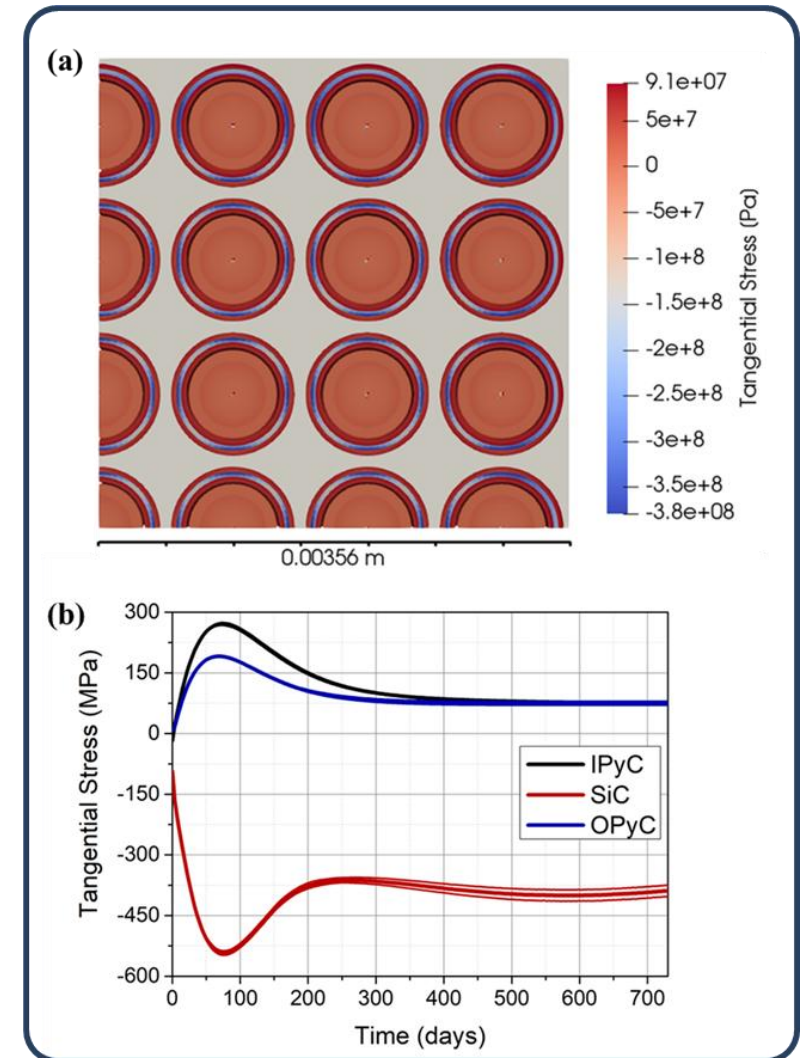 (a)
9.1e+07
5e+7
0
-5e+7
-1e+8
-1.5e+8
-2e+8
-2.5e+8
-3e+8
-3.5e+8
-3.8e+08
Tangential Stress (Pa)
0.00356 m
(b)
300
150
0
-150
-300
-450
-600
Tangential Stress (MPa)
IPyC
SiC
OPyC
0 100 200 300 400 500 600 700
Time (days)